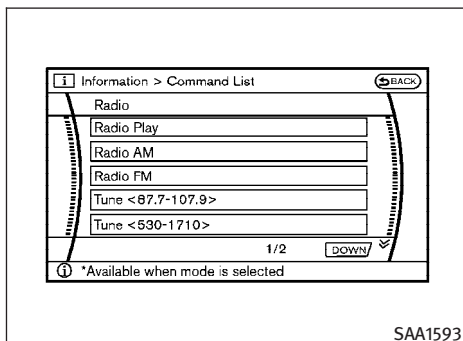 i Information > Command List BACK
Radio
Radio Play
Radio AM
Radio FM
Tune <87.7-107.9>
Tune <530-1710>
1/2 DOWN
i *Available when mode is selected
SAA1593